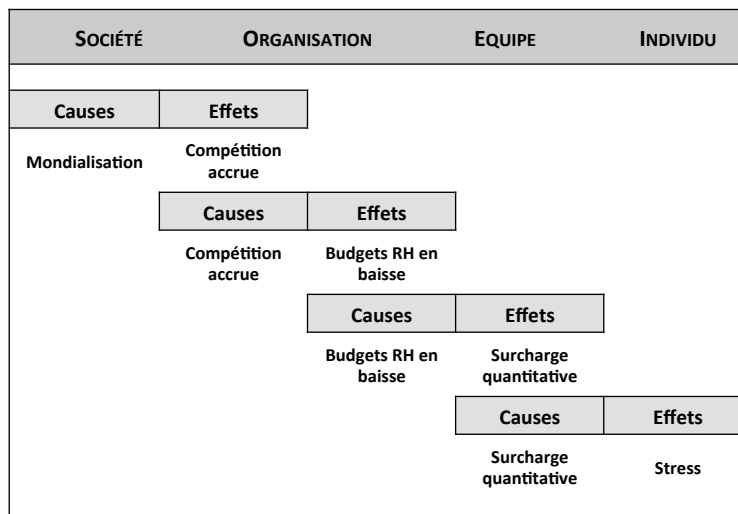 SOCIÉTÉ ORGANISATION EQUIPE INDIVIDU
Causes Effets
Mondialisation Compétition
accrue
Causes Effets
Compétition Budgets RH en
accrue baisse
Causes Effets
Budgets RH en Surcharge
baisse quantitative
Causes Effets
Surcharge
quantitative Stress